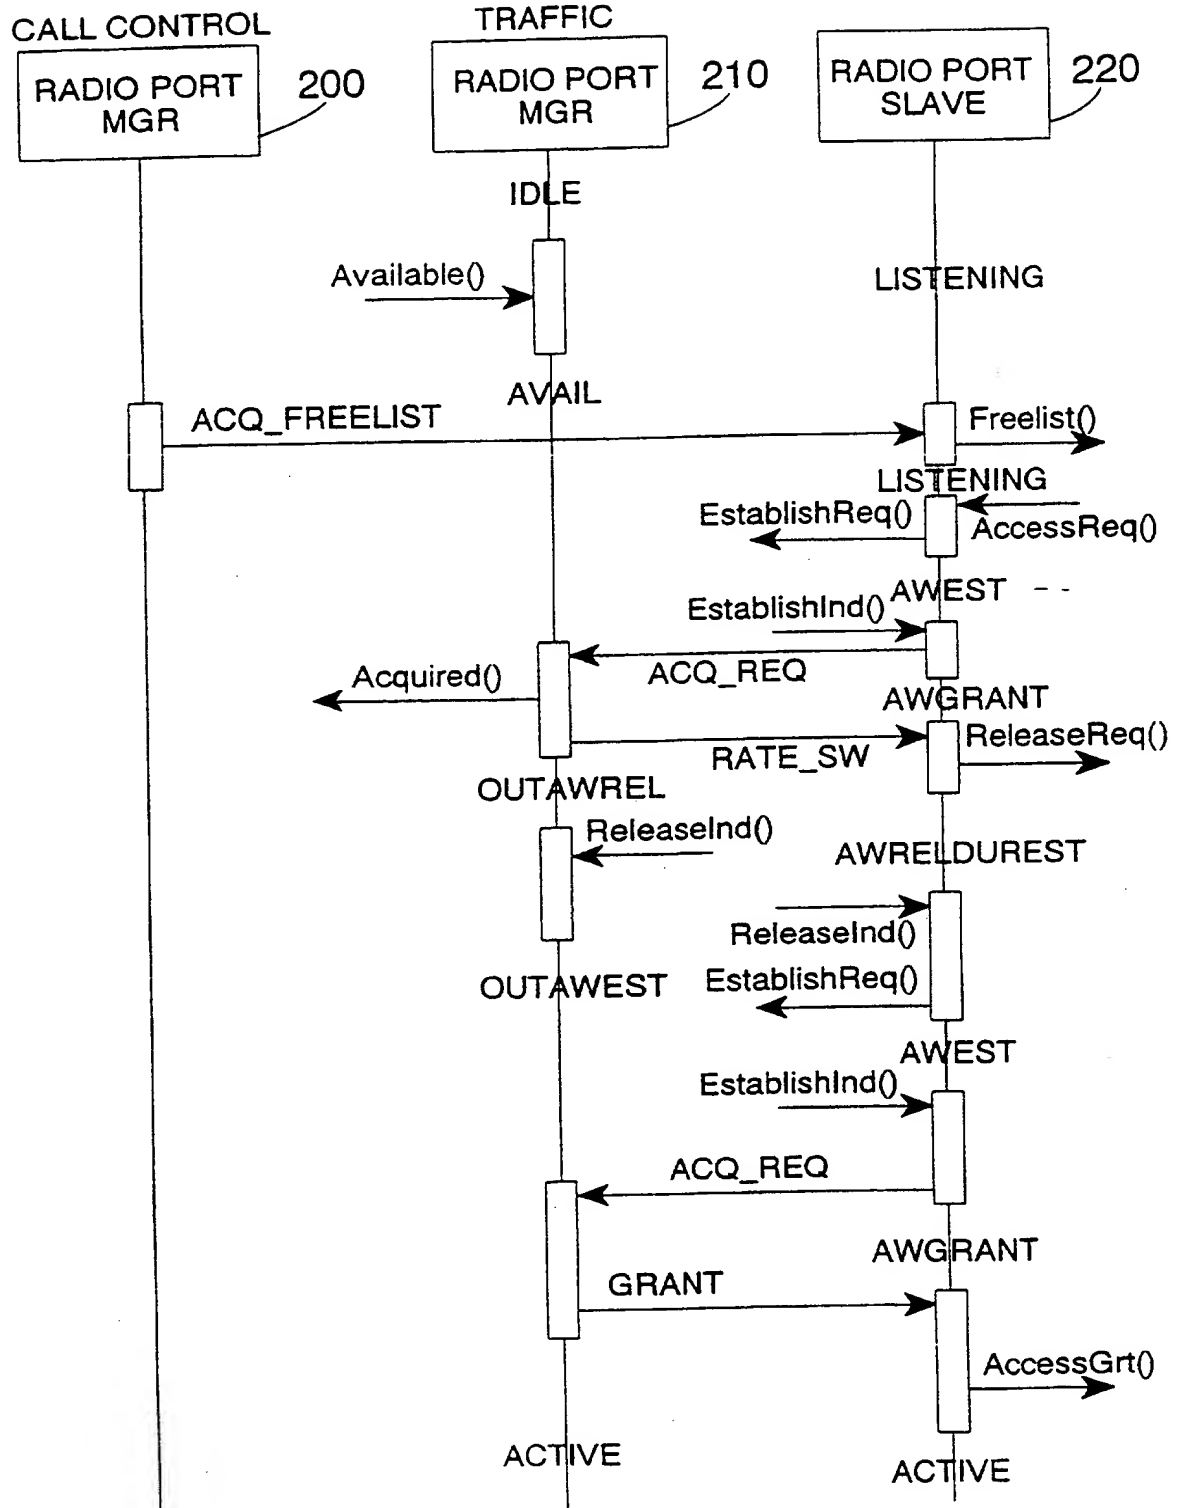 CALL CONTROL
TRAFFIC
RADIO PORT
MGR
200
RADIO PORT
MGR
210
RADIO PORT
SLAVE
220
IDLE
Available()
LISTENING
AVAIL
ACQ_FREELIST
Freelist()
LISTENING
EstablishReq()
AccessReq()
AWEST
EstablishInd()
ACQ_REQ
Acquired()
AWGRANT
RATE_SW
ReleaseReq()
OUTAWREL
ReleaseInd()
AWRELDUREST
ReleaseInd()
OUTAWEST
EstablishReq()
AWEST
EstablishInd()
ACQ_REQ
AWGRANT
GRANT
AccessGrt()
ACTIVE
ACTIVE